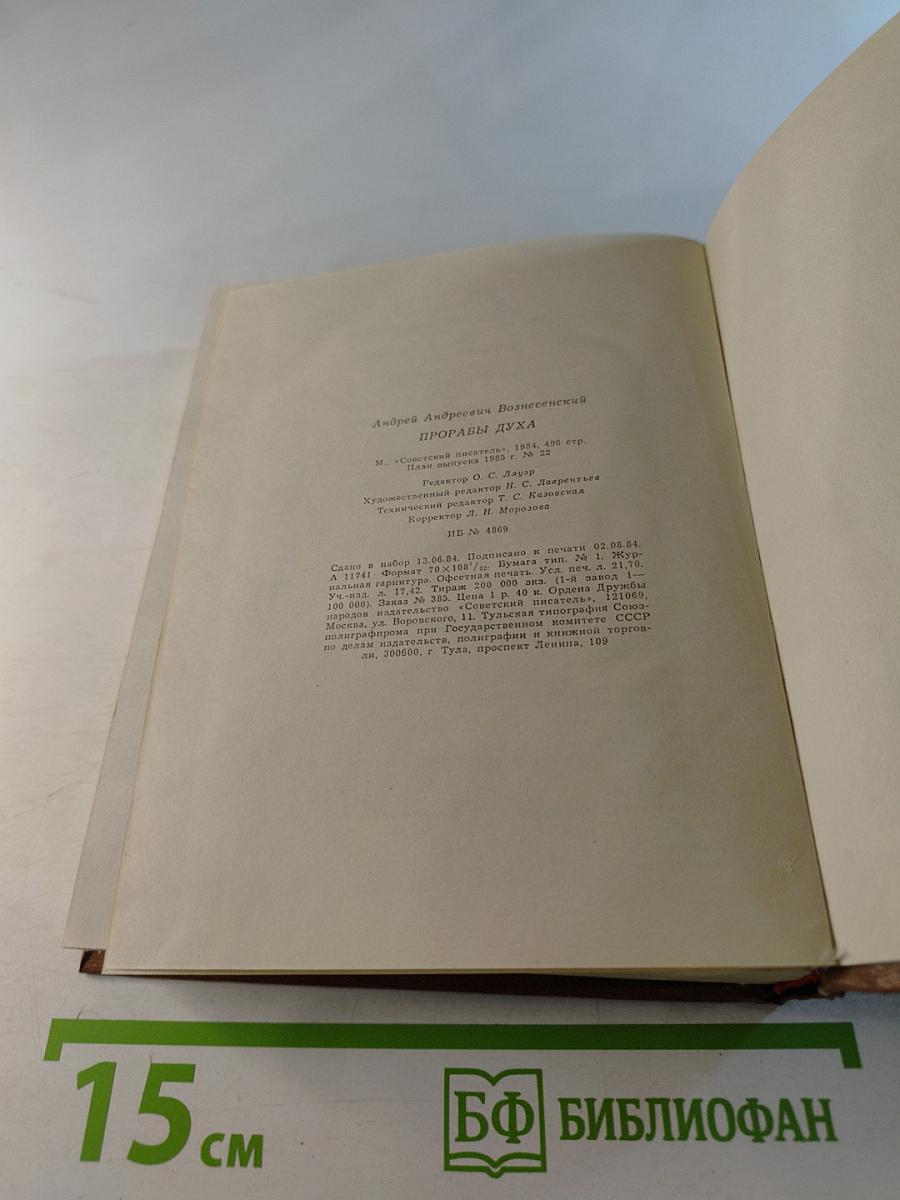 Андрей Андреевич Вознесенский
ПРОРАБЫ ДУХА
М., «Советский писатель», 1984, 496 стр.
План выпуска 1985 г. № 22
Редактор О. С. Лауэр
Художественный редактор Н. С. Лаврентьев
Технический редактор Т. С. Казовская
Корректор Л. Н. Морозова
ИБ № 4369
Сдано в набор 13.06.84. Подписано к печати 02.08.84.
А 11741 Формат 70×108¹/₃₂. Бумага тип. № 1. Жур-
нальная гарнитура. Офсетная печать. Усл. печ. л. 21,70.
Уч.-изд. л. 17,42. Тираж 200 000 экз. (1-й завод 1—
100 000). Заказ № 385. Цена 1 р. 40 к. Ордена Дружбы
народов издательство «Советский писатель», 121069,
Москва, ул. Воровского, 11. Тульская типография Союз-
полиграфпрома при Государственном комитете СССР
по делам издательств, полиграфии и книжной торгов-
ли, 300600, г Тула, проспект Ленина, 109
15 см
БФ БИБЛИОФАН